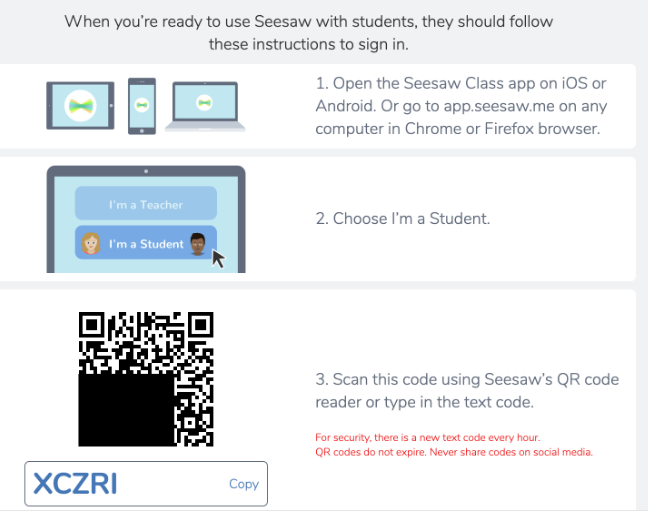 When you're ready to use Seesaw with students, they should follow
these instructions to sign in.
1. Open the Seesaw Class app on iOS or
Android. Or go to app.seesaw.me on any
computer in Chrome or Firefox browser.
I'm a Teacher
I'm a Student
2. Choose I'm a Student.
3. Scan this code using Seesaw's QR code
reader or type in the text code.
For security, there is a new text code every hour.
QR codes do not expire. Never share codes on social media.
XCZRI
Copy